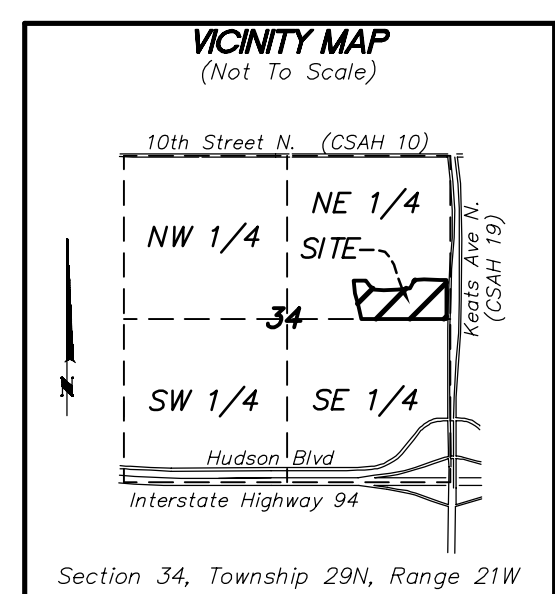 VICINITY MAP
(Not To Scale)
10th Street N. (CSAH 10)
NW 1/4
NE 1/4
SITE
Keats Ave N.
(CSAH 19)
34
N
SW 1/4
SE 1/4
Hudson Blvd
Interstate Highway 94
Section 34, Township 29N, Range 21W